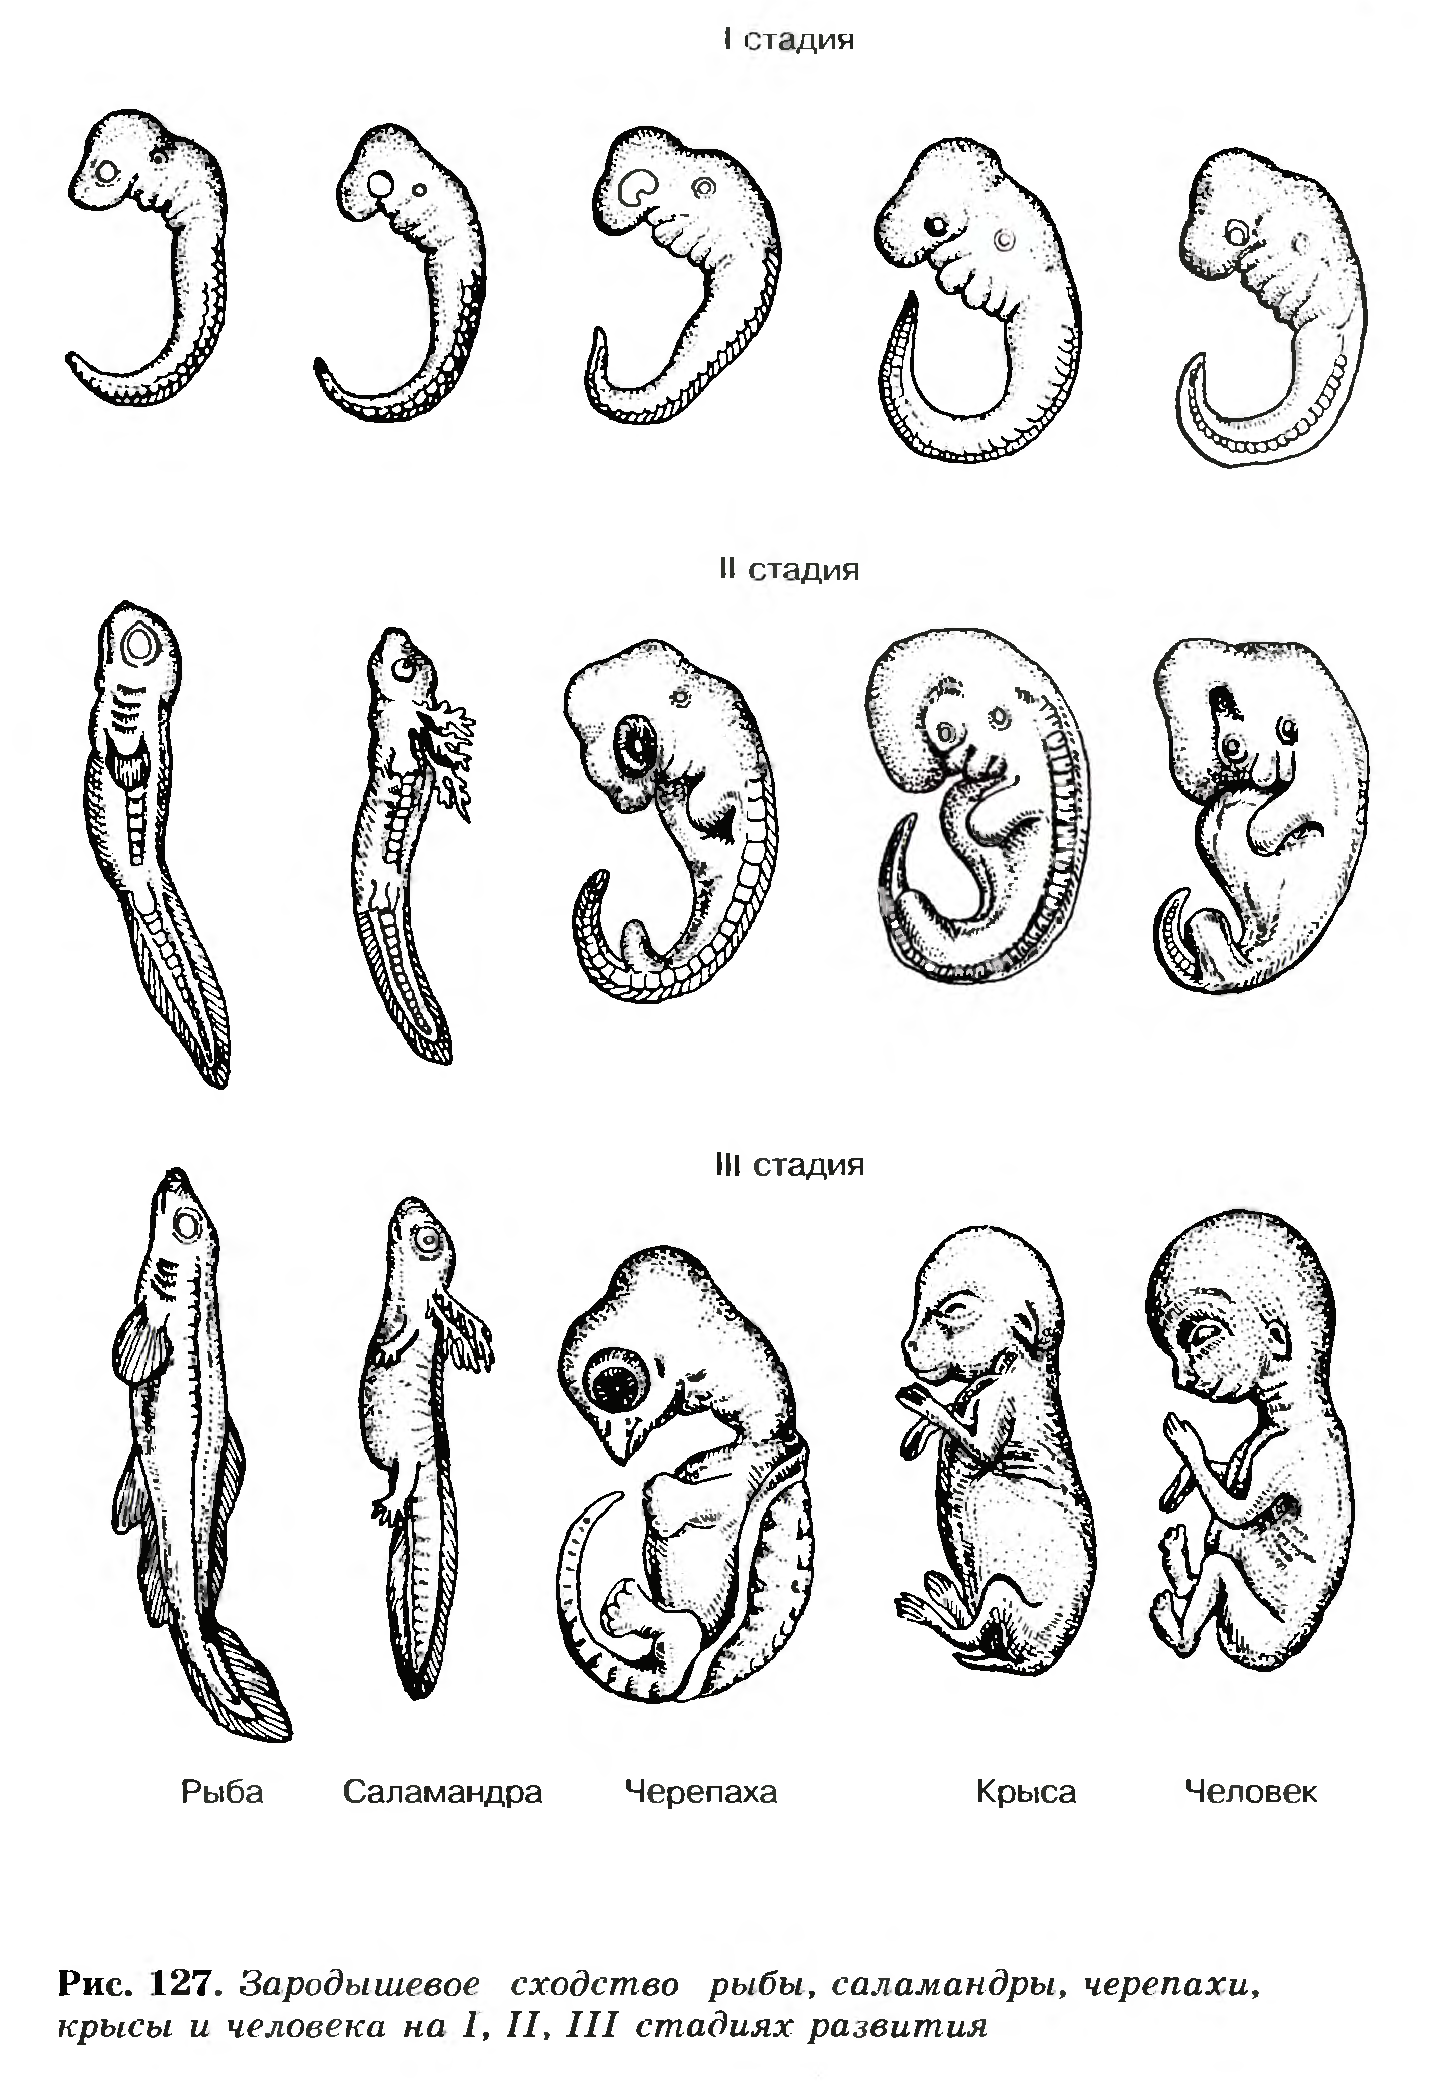 I стадия
II стадия
III стадия
Рыба Саламандра Черепаха Крыса Человек
Рис. 127. Зародышевое сходство рыбы, саламандры, черепахи,
крысы и человека на I, II, III стадиях развития